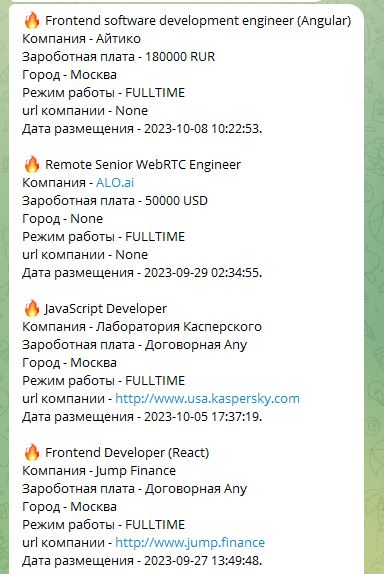 🔥 Frontend software development engineer (Angular)
Компания - Айтико
Зароботная плата - 180000 RUR
Город - Москва
Режим работы - FULLTIME
url компании - None
Дата размещения - 2023-10-08 10:22:53.
🔥 Remote Senior WebRTC Engineer
Компания - ALO.ai
Зароботная плата - 50000 USD
Город - None
Режим работы - FULLTIME
url компании - None
Дата размещения - 2023-09-29 02:34:55.
🔥 JavaScript Developer
Компания - Лаборатория Касперского
Зароботная плата - Договорная Any
Город - Москва
Режим работы - FULLTIME
url компании - http://www.usa.kaspersky.com
Дата размещения - 2023-10-05 17:37:19.
🔥 Frontend Developer (React)
Компания - Jump Finance
Зароботная плата - Договорная Any
Город - Москва
Режим работы - FULLTIME
url компании - http://www.jump.finance
Дата размещения - 2023-09-27 13:49:48.